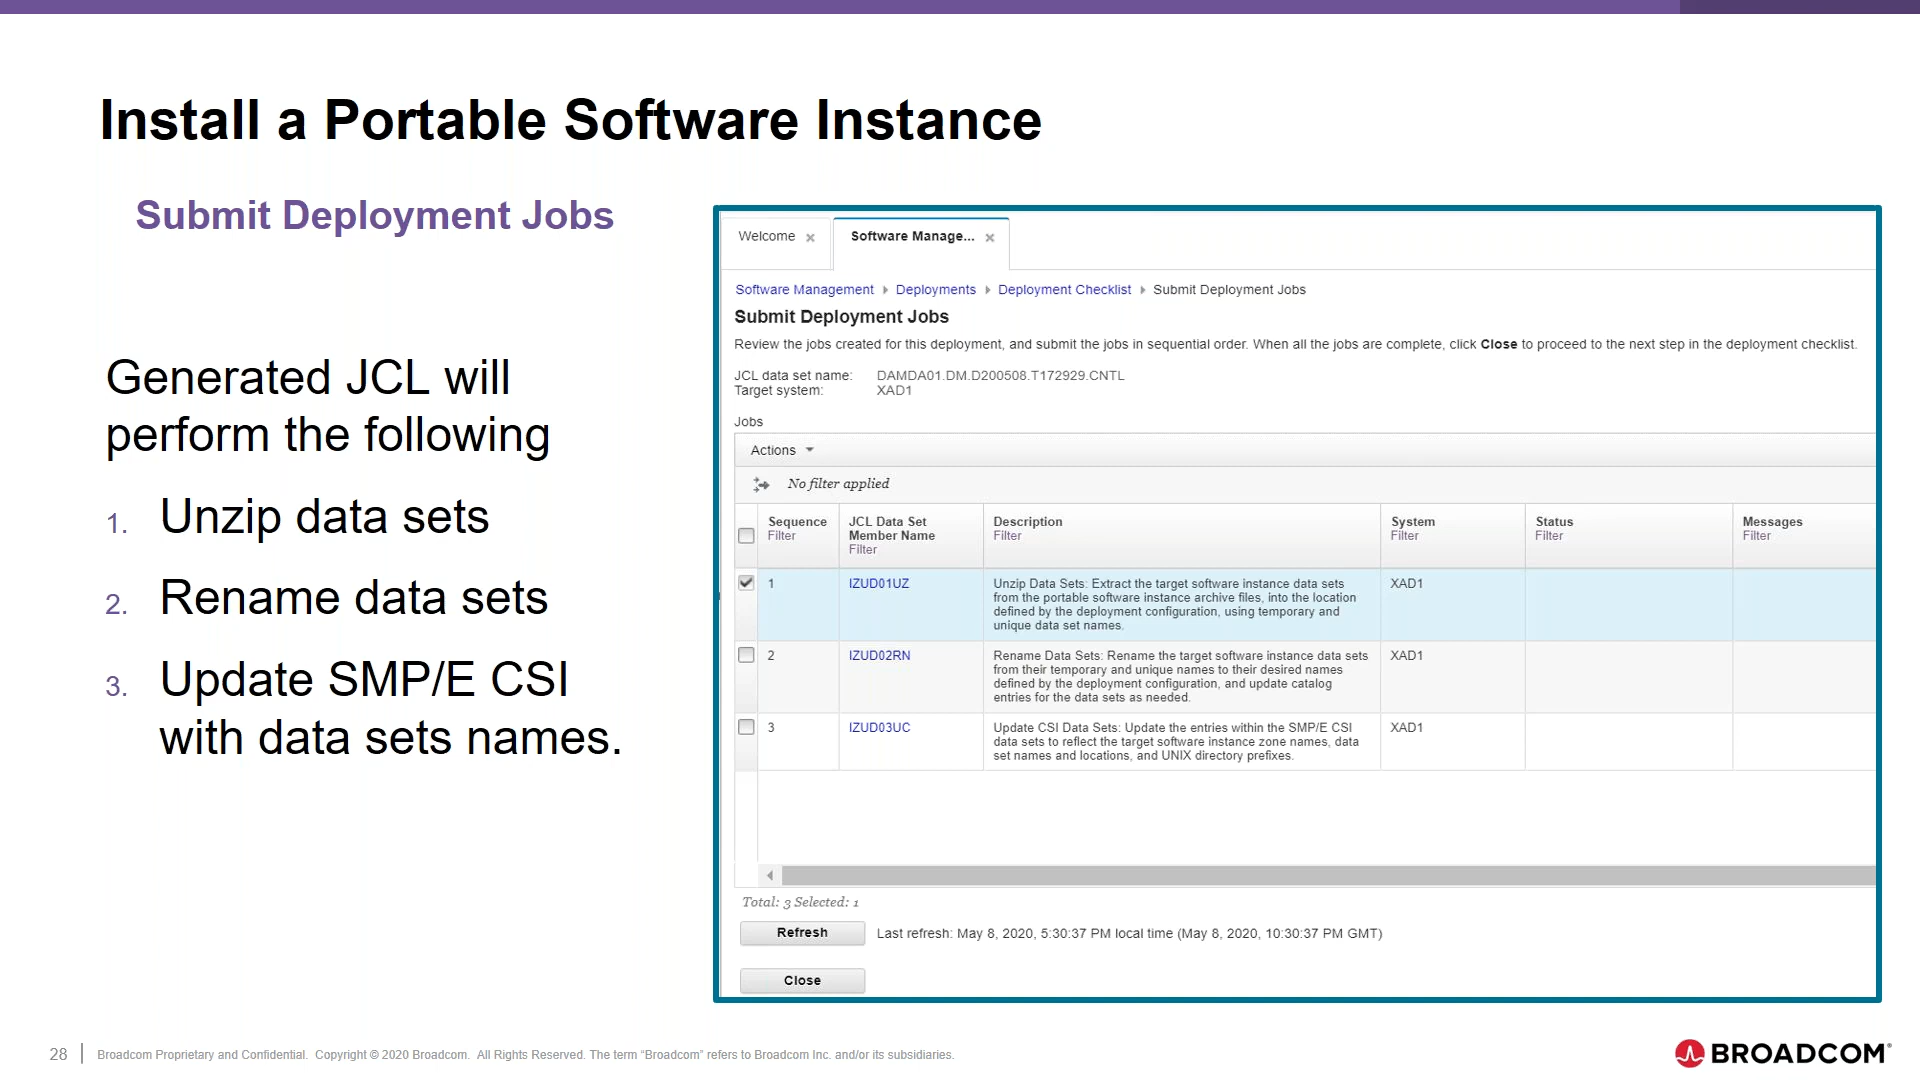 Install a Portable Software Instance
Submit Deployment Jobs
Generated JCL will
perform the following
1. Unzip data sets
2. Rename data sets
3. Update SMP/E CSI
with data sets names.
Welcome
Software Manage...
Software Management Deployments Deployment Checklist Submit Deployment Jobs
Submit Deployment Jobs
Review the jobs created for this deployment, and submit the jobs in sequential order. When all the jobs are complete, click Close to proceed to the next step in the deployment checklist.
JCL data set name: DAMDA01.DM.D200508.T172929.CNTL
Target system: XAD1
Jobs
Actions
No filter applied
Sequence
Filter
JCL Data Set
Member Name
Filter
Description
Filter
System
Filter
Status
Filter
Messages
Filter
1
IZUD01UZ
Unzip Data Sets: Extract the target software instance data sets
from the portable software instance archive files, into the location
defined by the deployment configuration, using temporary and
unique data set names.
XAD1
2
IZUD02RN
Rename Data Sets: Rename the target software instance data sets
from their temporary and unique names to their desired names
defined by the deployment configuration, and update catalog
entries for the data sets as needed.
XAD1
3
IZUD03UC
Update CSI Data Sets: Update the entries within the SMP/E CSI
data sets to reflect the target software instance zone names, data
set names and locations, and UNIX directory prefixes.
XAD1
Total: 3 Selected: 1
Refresh
Last refresh: May 8, 2020, 5:30:37 PM local time (May 8, 2020, 10:30:37 PM GMT)
Close
28
Broadcom Proprietary and Confidential. Copyright © 2020 Broadcom. All Rights Reserved. The term “Broadcom” refers to Broadcom Inc. and/or its subsidiaries.
BROADCOM®